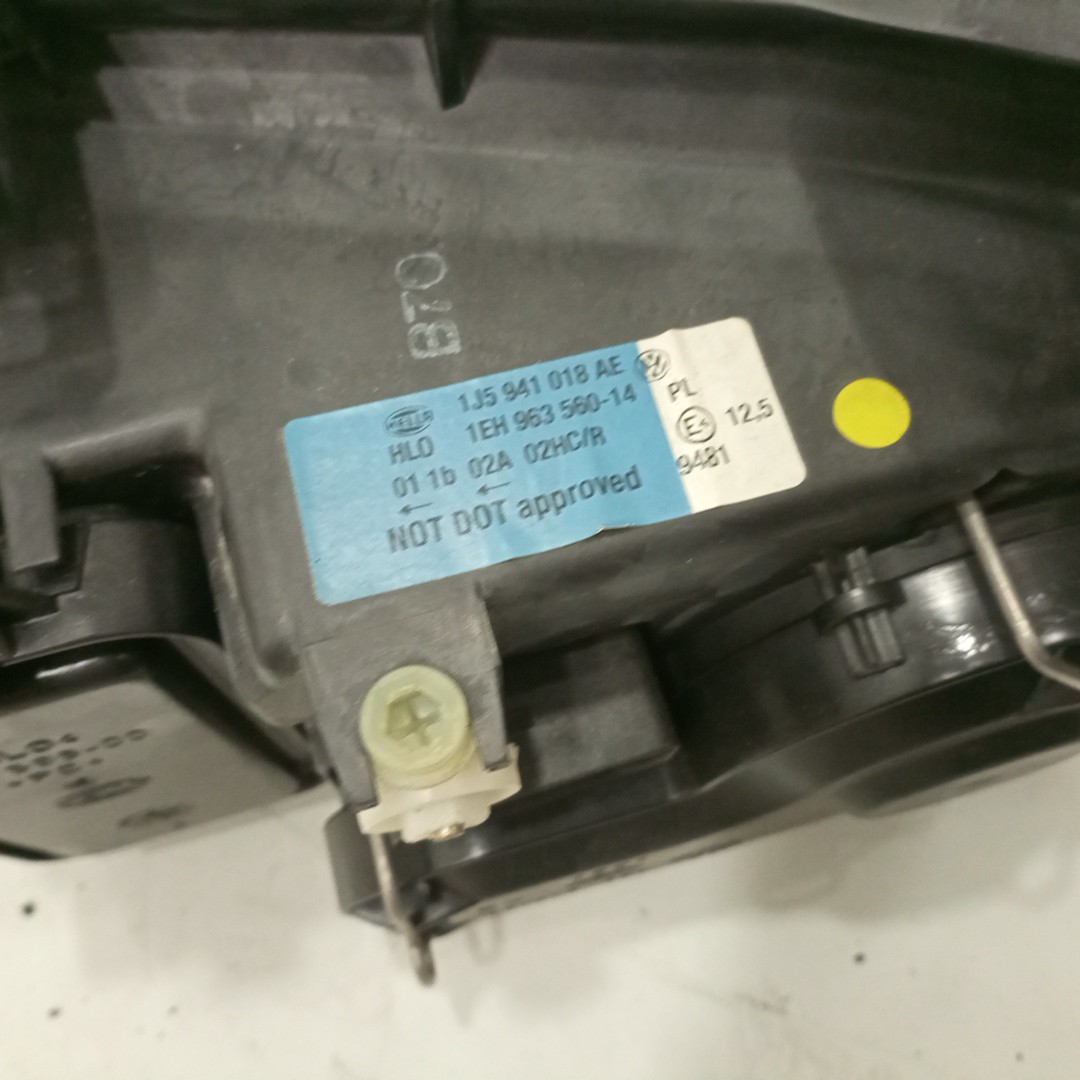 BZO
HELLA 1J5 941 018 AE
HLO 1EH 963 560-14 PL
01 1b 02A 02HC/R 12,5
← ← 9481
NOT DOT approved